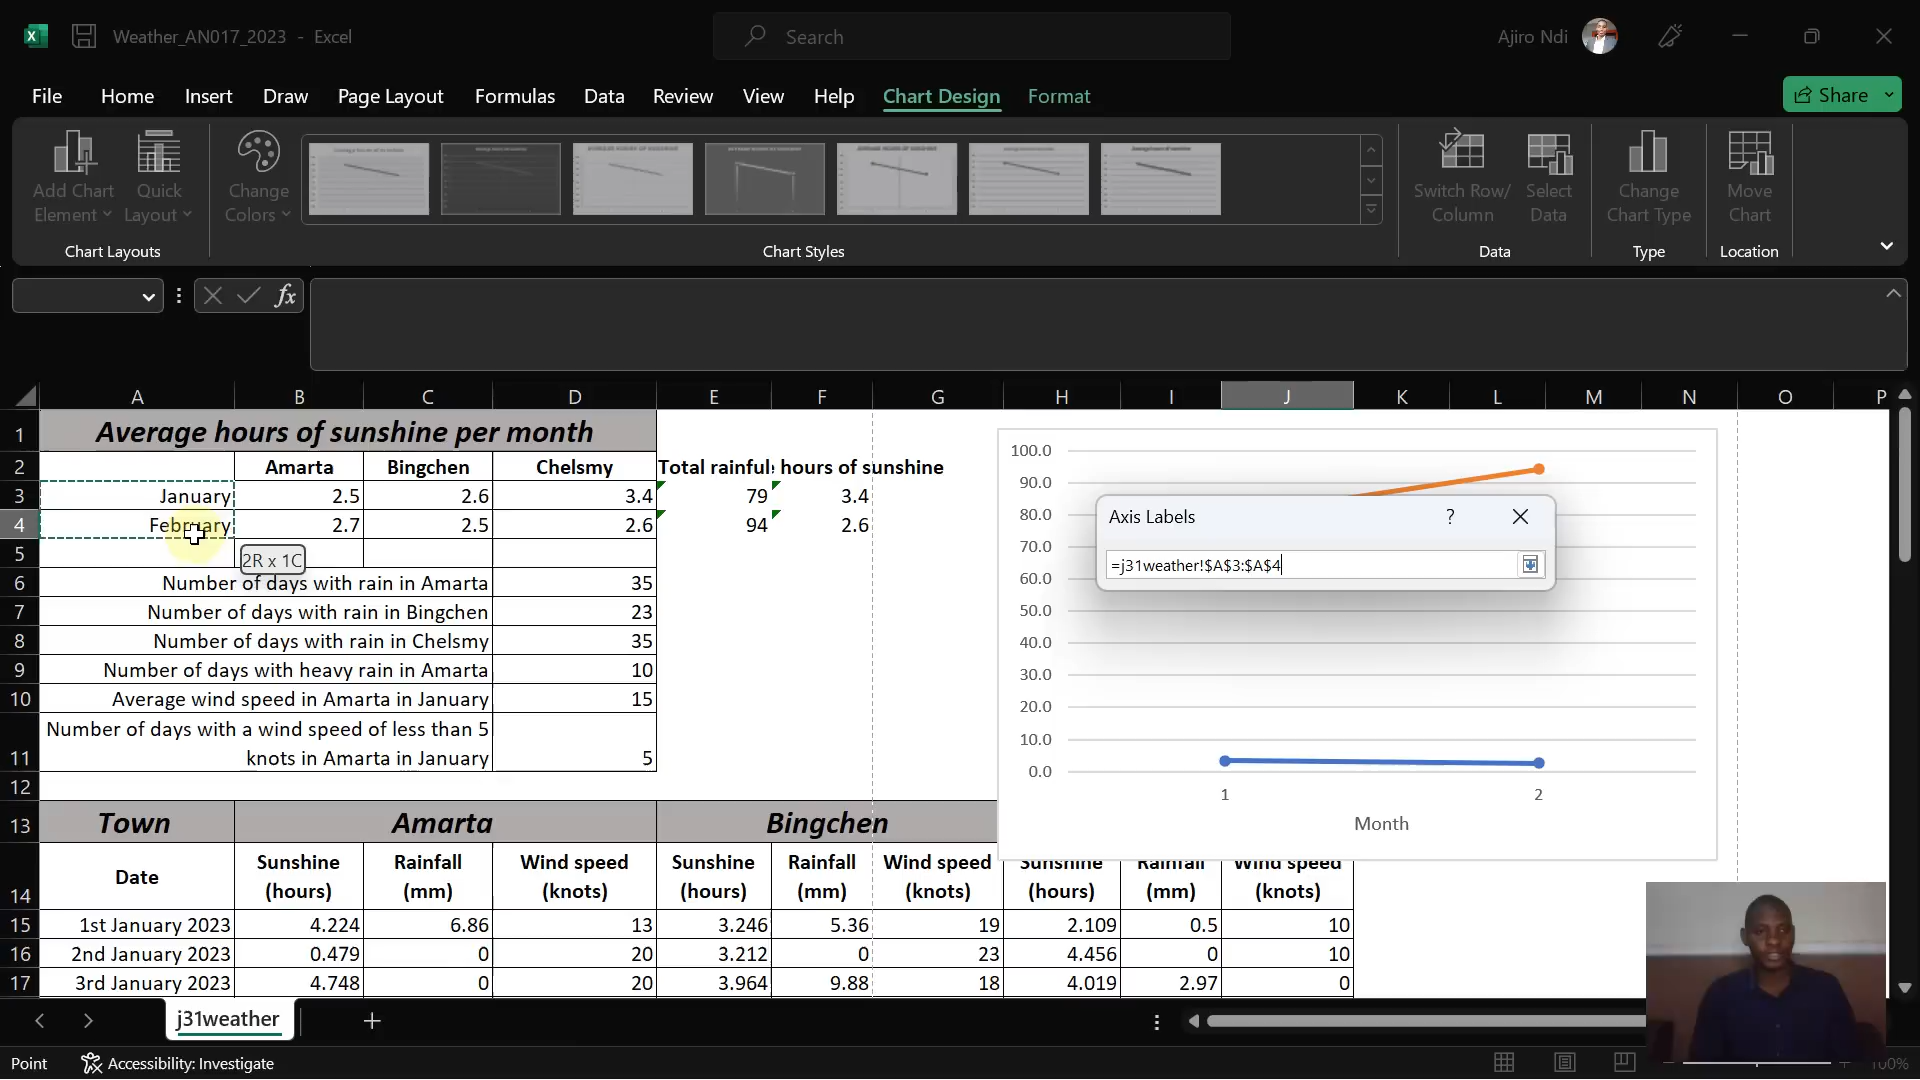 Weather_AN017_2023 - Excel
Search
Ajiro Ndi
File Home Insert Draw Page Layout Formulas Data Review View Help Chart Design Format
Share
Add Chart Element
Quick Layout
Change Colors
Switch Row/ Column
Select Data
Change Chart Type
Move Chart
Chart Layouts
Chart Styles
Data
Type
Location
fx
A B C D E F G H I J K L M N O P
1 Average hours of sunshine per month
2 Amarta Bingchen Chelsmy Total rainfull hours of sunshine
3 January 2.5 2.6 3.4 79 3.4
4 February 2.7 2.5 2.6 94 2.6
5
2R x 1C
6 Number of days with rain in Amarta 35
7 Number of days with rain in Bingchen 23
8 Number of days with rain in Chelsmy 35
9 Number of days with heavy rain in Amarta 10
10 Average wind speed in Amarta in January 15
Number of days with a wind speed of less than 5
11 knots in Amarta in January 5
12
13 Town Amarta Bingchen
14 Date Sunshine (hours) Rainfall (mm) Wind speed (knots) Sunshine (hours) Rainfall (mm) Wind speed (knots) Sunshine (hours) Rainfall (mm) Wind speed (knots)
15 1st January 2023 4.224 6.86 13 3.246 5.36 19 2.109 0.5 10
16 2nd January 2023 0.479 0 20 3.212 0 23 4.456 0 10
17 3rd January 2023 4.748 0 20 3.964 9.88 18 4.019 2.97 0
100.0
90.0
80.0
70.0
60.0
50.0
40.0
30.0
20.0
10.0
0.0
1 2
Month
Axis Labels ?
=j31weather!$A$3:$A$4
j31weather
Point
Accessibility: Investigate
100%